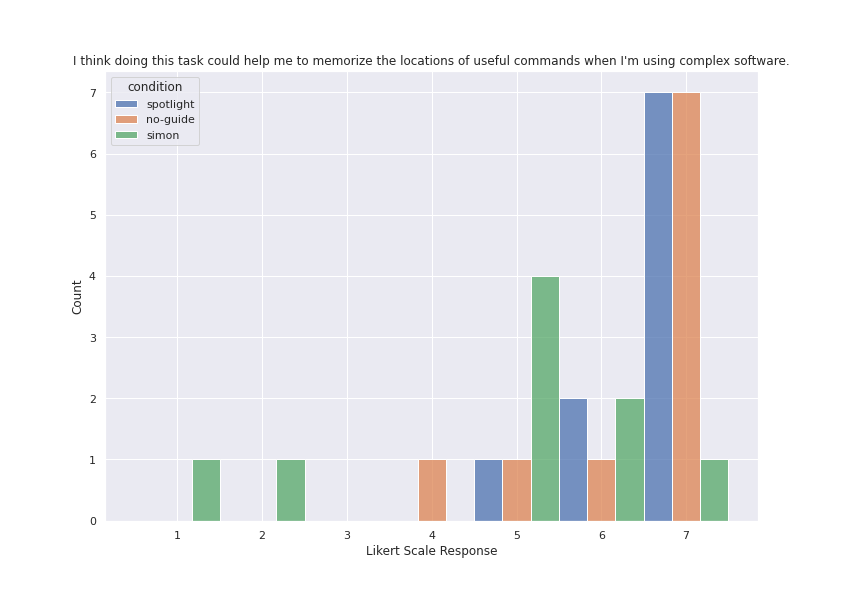 I think doing this task could help me to memorize the locations of useful commands when I'm using complex software.
condition
spotlight
no-guide
simon
7
6
5
4
3
2
1
0
Count
1 2 3 4 5 6 7
Likert Scale Response